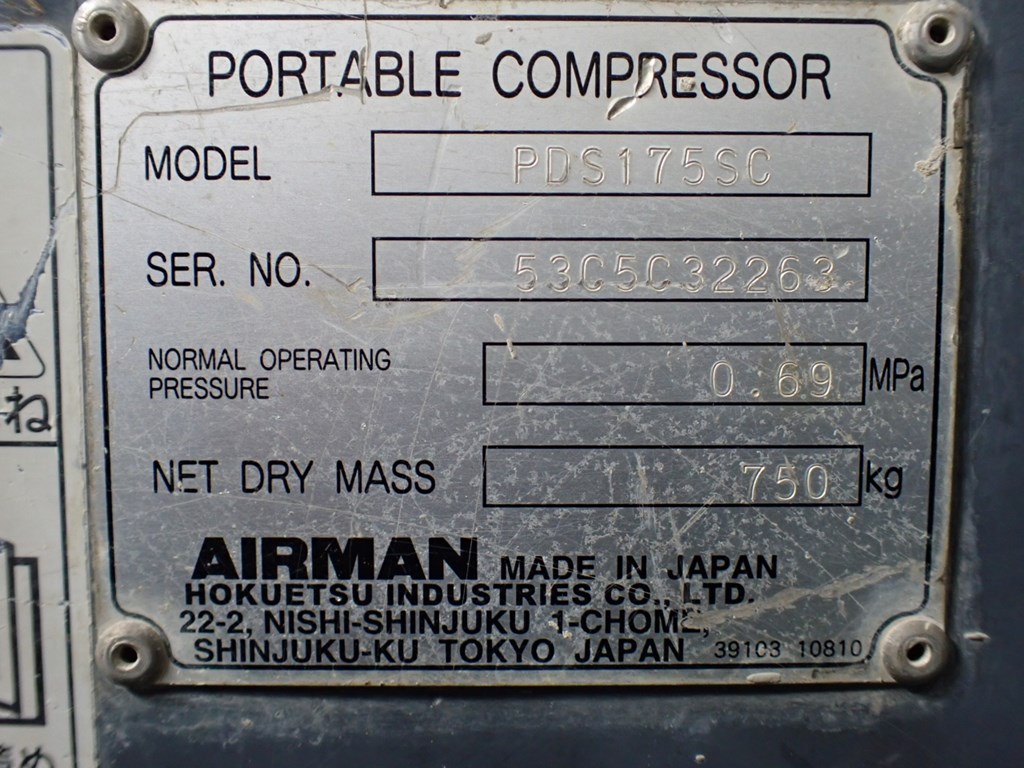 PORTABLE COMPRESSOR
MODEL PDS175SC
SER. NO. 53C5C32263
NORMAL OPERATING
PRESSURE 0.69 MPa
NET DRY MASS 750 kg
AIRMAN MADE IN JAPAN
HOKUETSU INDUSTRIES CO., LTD.
22-2, NISHI-SHINJUKU 1-CHOME,
SHINJUKU-KU TOKYO JAPAN 39103 10810
ね